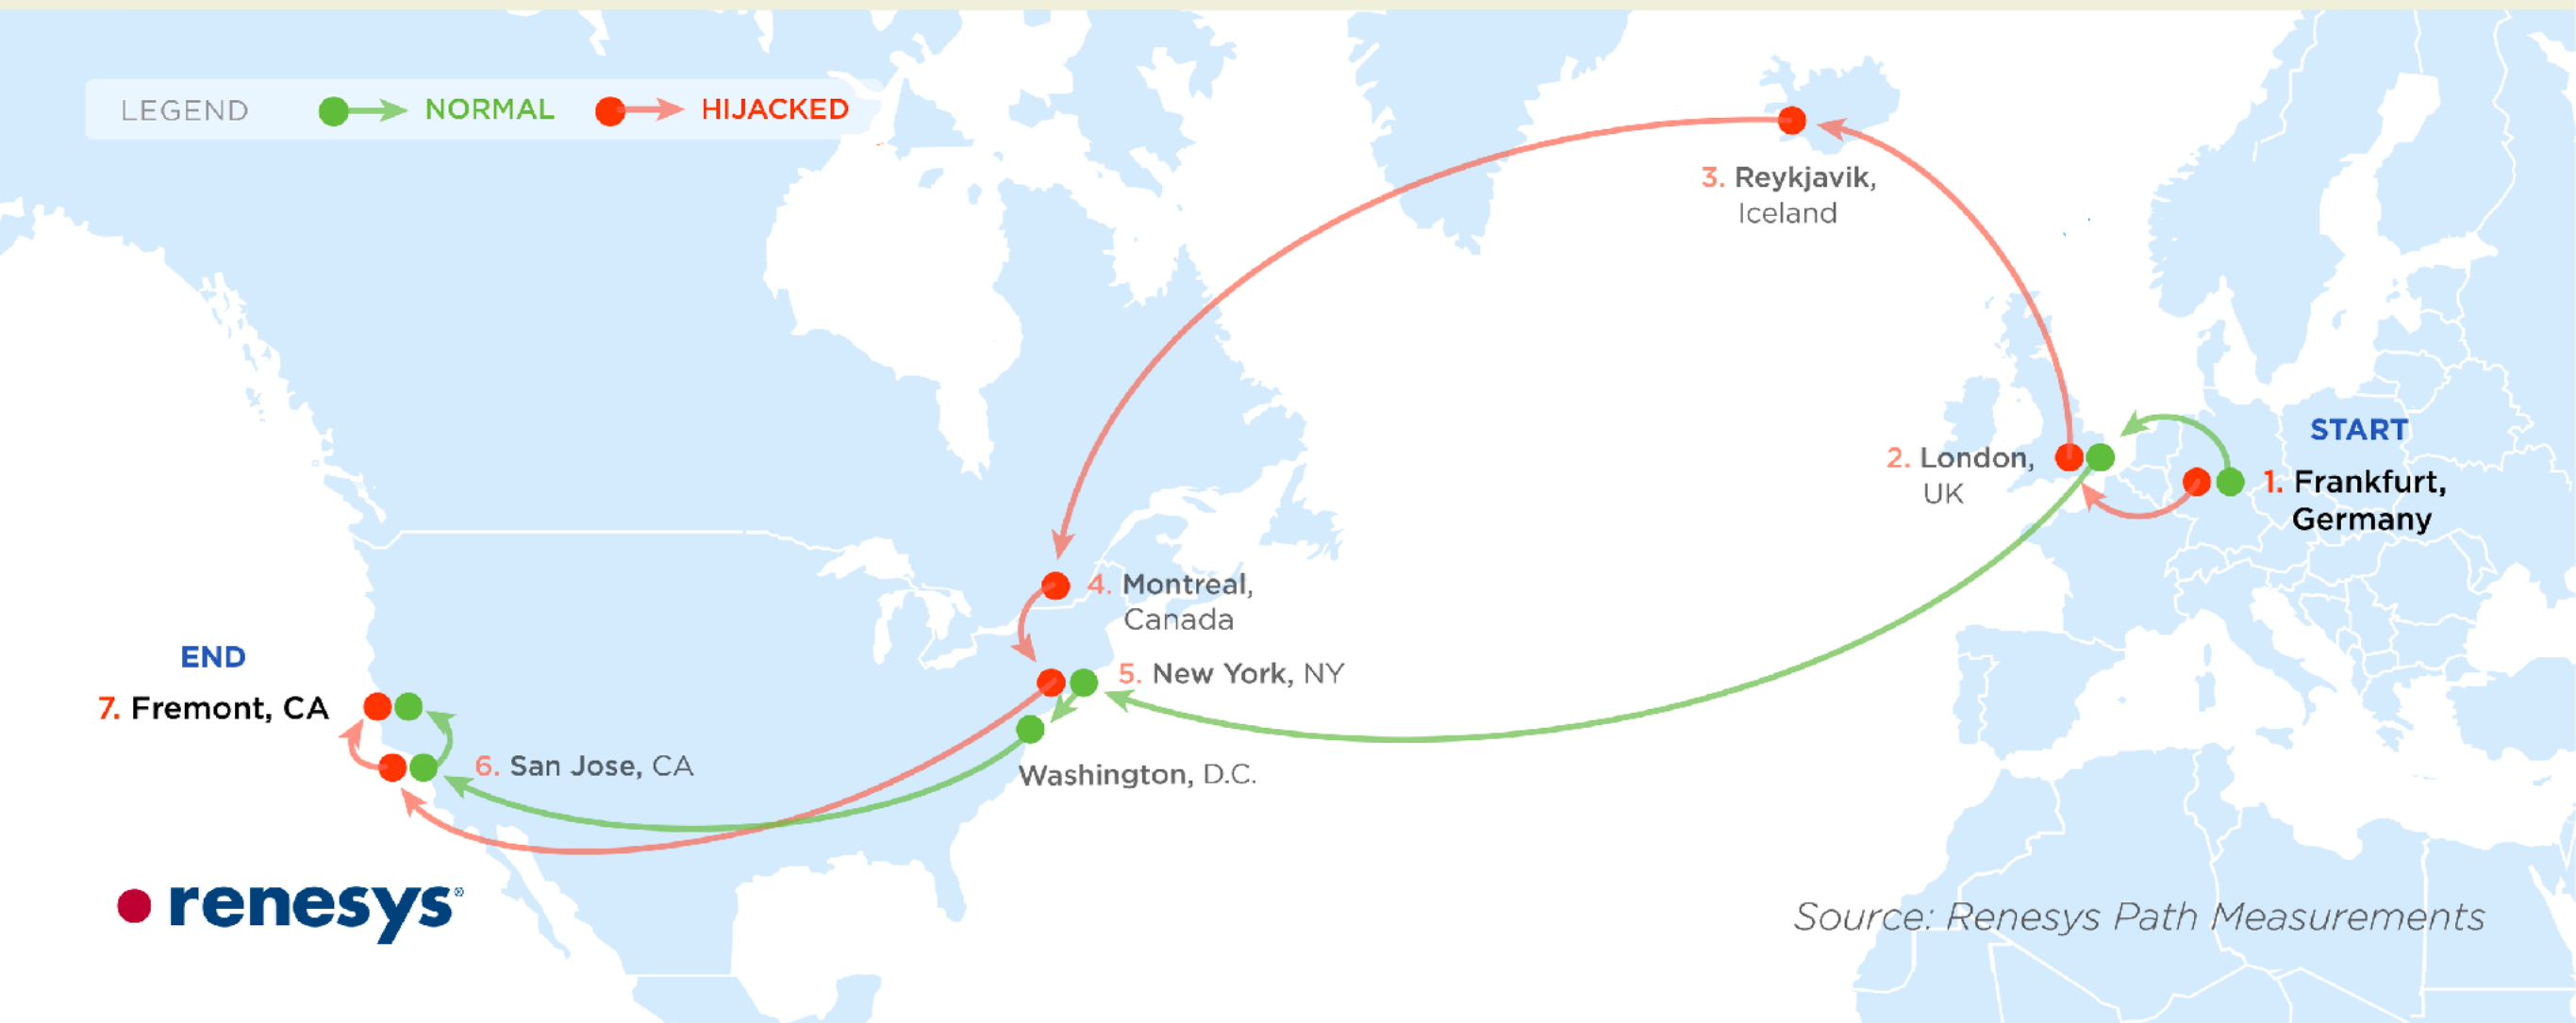 LEGEND NORMAL HIJACKED
3. Reykjavik,
Iceland
START
2. London,
UK
1. Frankfurt,
Germany
4. Montreal,
Canada
END
5. New York, NY
7. Fremont, CA
6. San Jose, CA
Washington, D.C.
renesys®
Source: Renesys Path Measurements